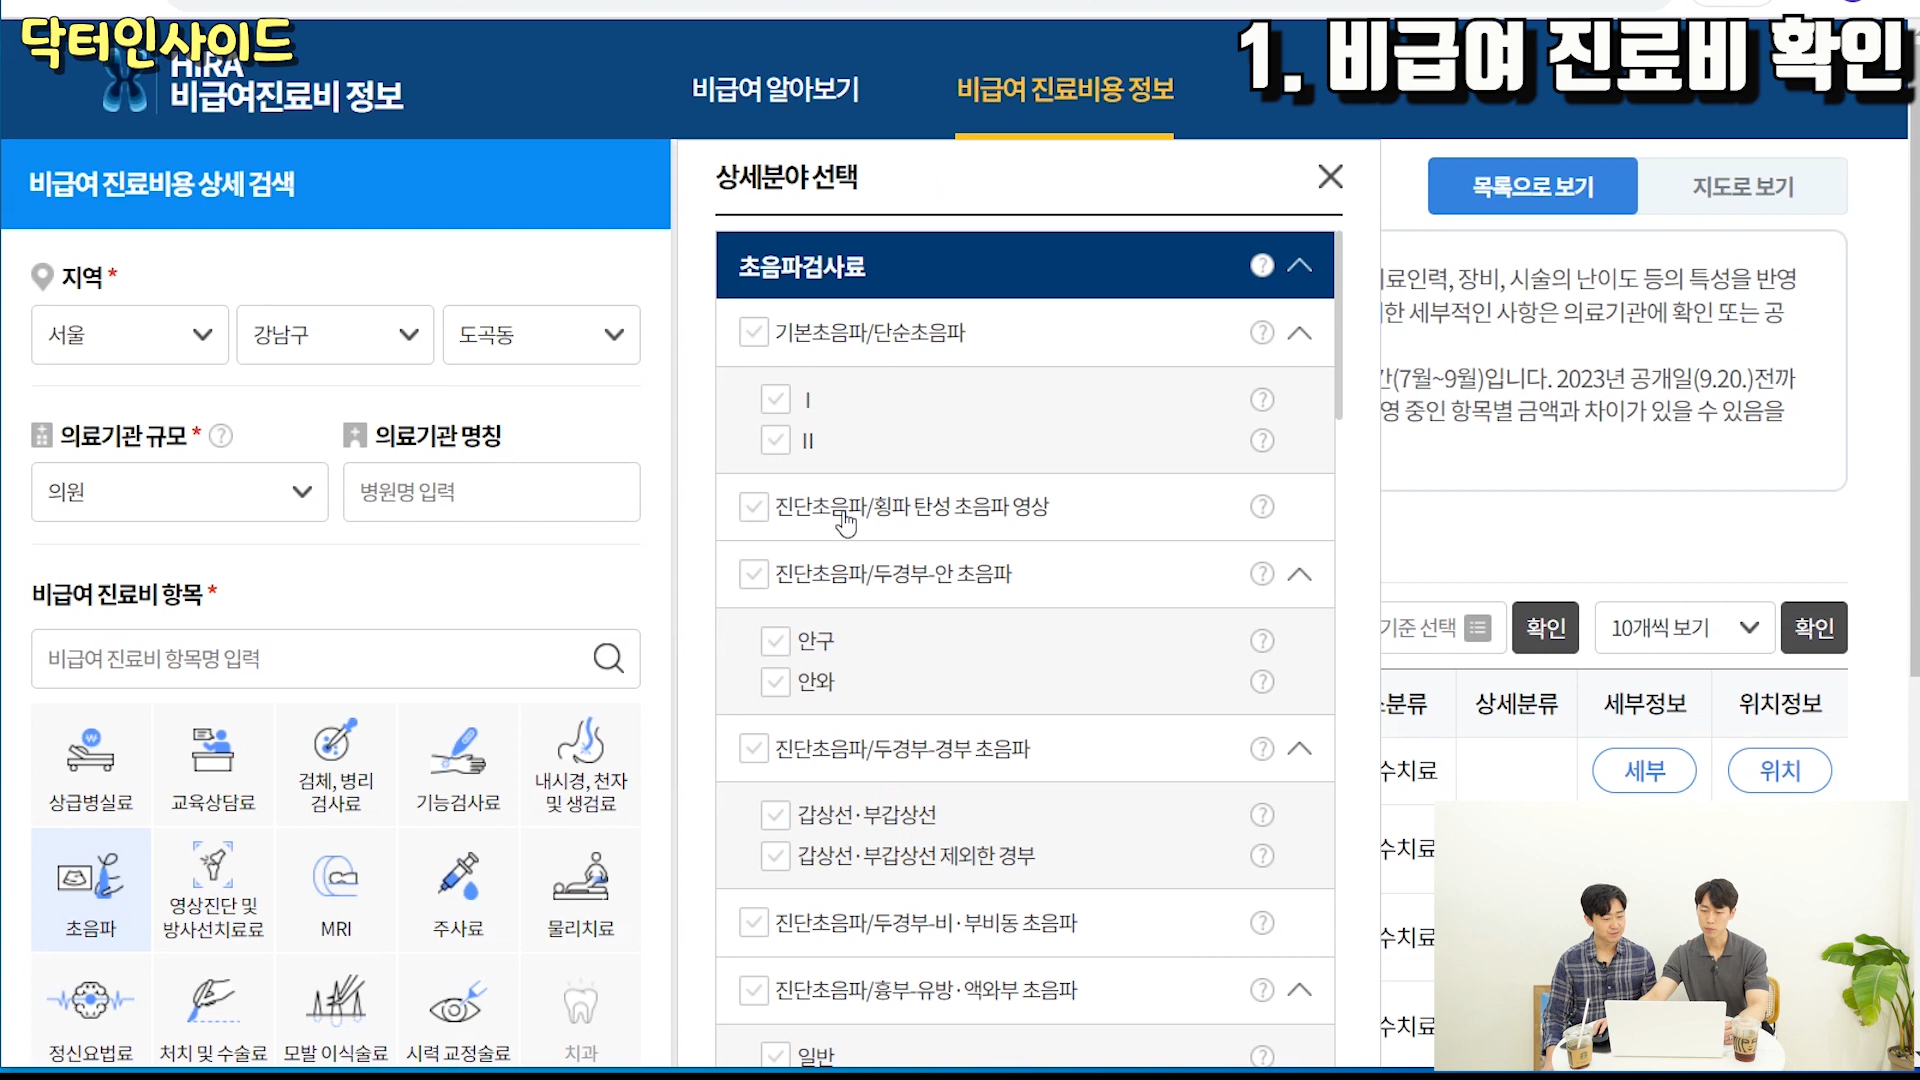 닥터인사이드
1. 비급여 진료비 확인
HIRA
비급여진료비 정보
비급여 알아보기
비급여 진료비용 정보
비급여 진료비용 상세 검색
지역 *
서울
강남구
도곡동
의료기관 규모 * ?
의료기관 명칭
의원
병원명 입력
비급여 진료비 항목 *
비급여 진료비 항목명 입력
상급병실료
교육상담료
검체, 병리
검사료
기능검사료
내시경, 천자
및 생검료
초음파
영상진단 및
방사선치료료
MRI
주사료
물리치료
정신요법료
처치 및 수술료
모발 이식술료
시력 교정술료
치과
상세분야 선택
초음파검사료 ?
기본초음파/단순초음파 ?
I ?
II ?
진단초음파/횡파 탄성 초음파 영상 ?
진단초음파/두경부-안 초음파 ?
안구 ?
안와 ?
진단초음파/두경부-경부 초음파 ?
갑상선·부갑상선 ?
갑상선·부갑상선 제외한 경부 ?
진단초음파/두경부-비·부비동 초음파 ?
진단초음파/흉부-유방·액와부 초음파 ?
일반 ?
목록으로 보기
지도로 보기
료인력, 장비, 시술의 난이도 등의 특성을 반영
한 세부적인 사항은 의료기관에 확인 또는 공
간(7월~9월)입니다. 2023년 공개일(9.20.)전까
영 중인 항목별 금액과 차이가 있을 수 있음을
기준 선택
확인
10개씩 보기
확인
분류
상세분류
세부정보
위치정보
수치료
세부
위치
수치료
수치료
수치료